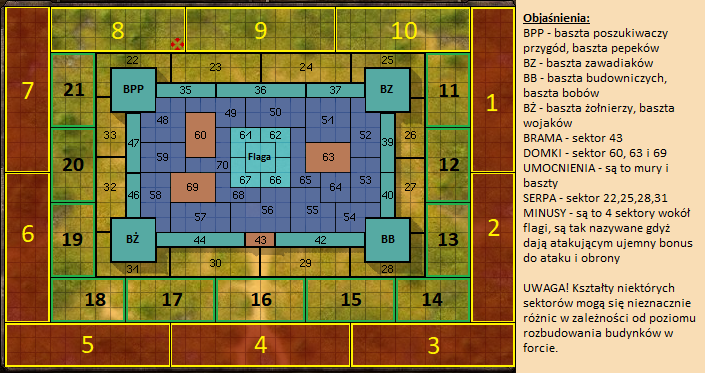 8 9 10
7
22 23 24 25
21 BPP 35 36 37 BZ 11
1
48 49 50 51
33 47 60 61 62 52 39 26
20 59 Flaga 63 12
70
32 46 58 69 67 66 65 64 53 40 27
68
6 2
19 57 56 55 54 13
BŻ 44 43 42 BB
31 30 29 28
18 17 16 15 14
5 4 3
Objaśnienia:
BPP - baszta poszukiwaczy
przygód, baszta pepeków
BZ - baszta zawadiaków
BB - baszta budowniczych,
baszta bobów
BŻ - baszta żołnierzy, baszta
wojaków
BRAMA - sektor 43
DOMKI - sektor 60, 63 i 69
UMOCNIENIA - są to mury i
baszty
SERPA - sektor 22,25,28,31
MINUSY - są to 4 sektory wokół
flagi, są tak nazywane gdyż
dają atakującym ujemny bonus
do ataku i obrony
UWAGA! Kształty niektórych
sektorów mogą się nieznacznie
różnic w zależności od poziomu
rozbudowania budynków w
forcie.